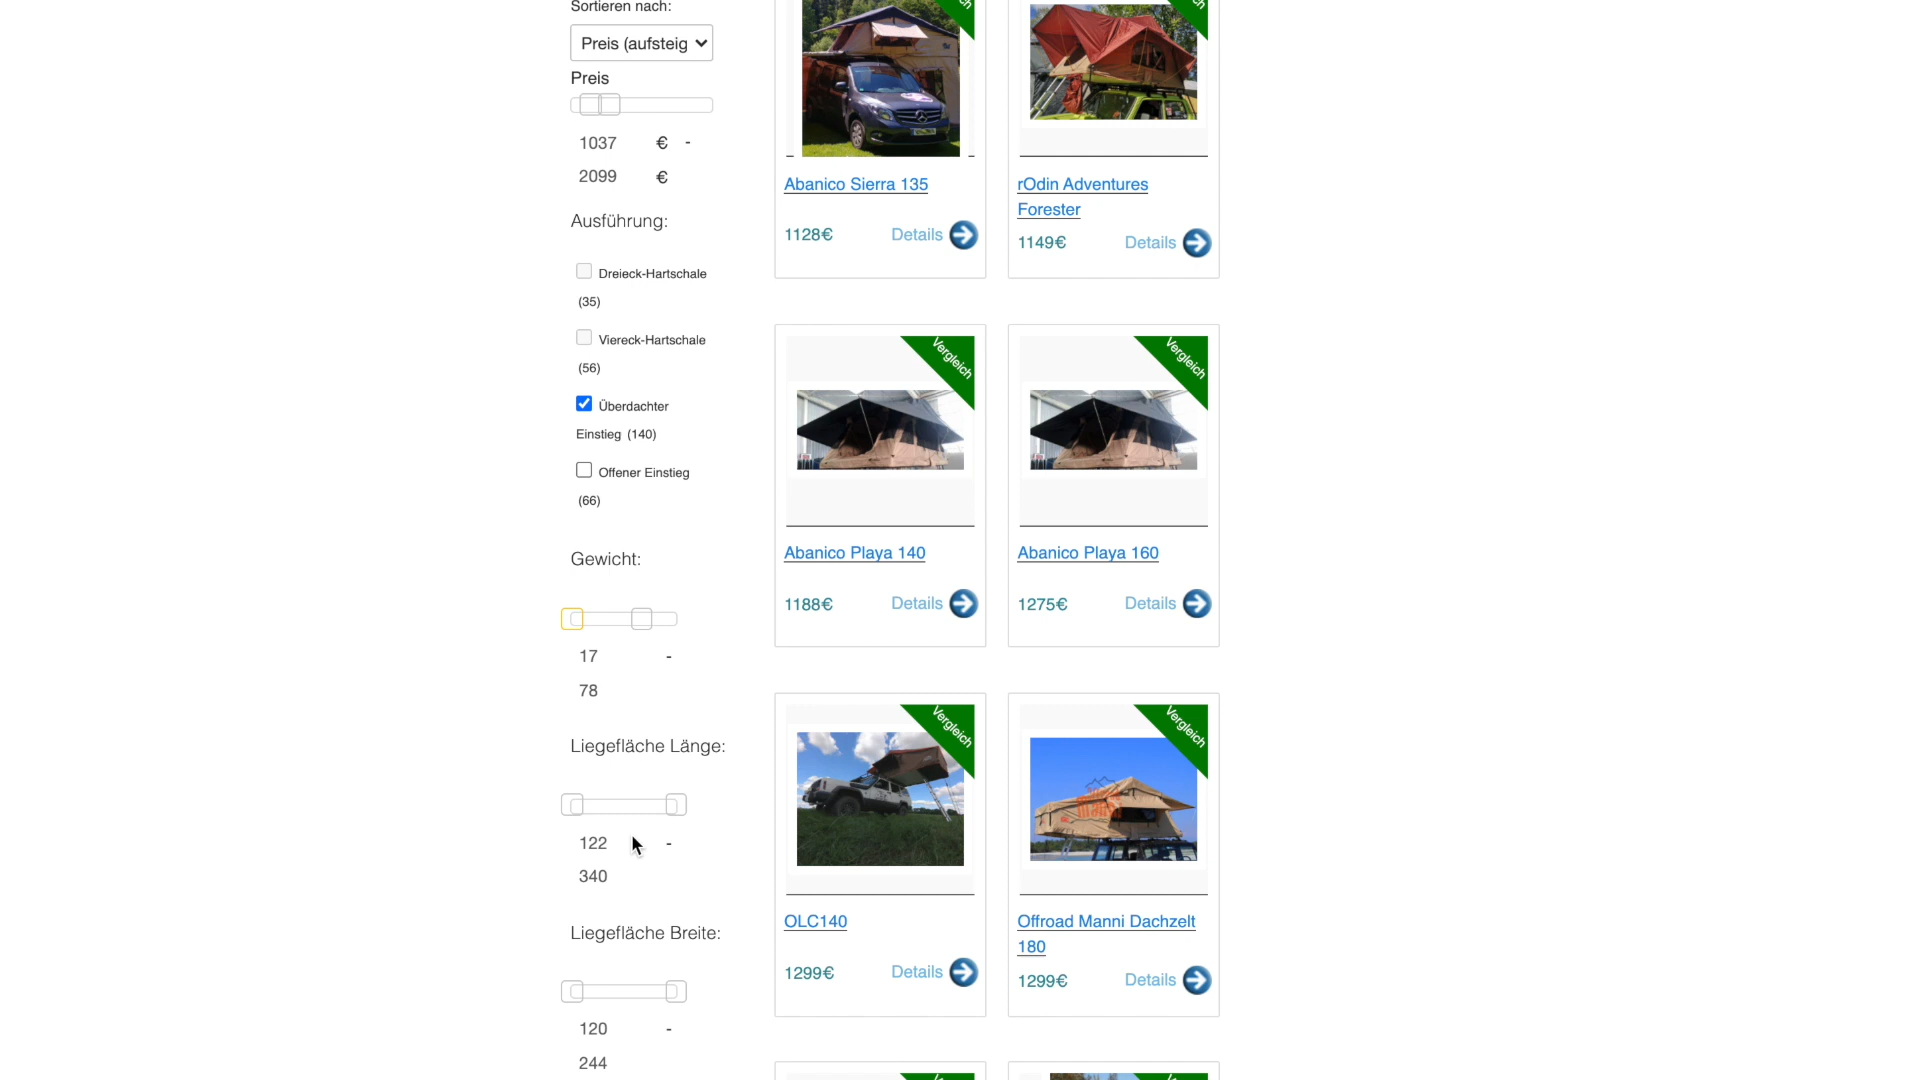 Sortieren nach:
Preis (aufsteig
Preis
1037 € -
2099 €
Ausführung:
Dreieck-Hartschale
(35)
Viereck-Hartschale
(56)
Überdachter
Einstieg (140)
Offener Einstieg
(66)
Gewicht:
17 -
78
Liegefläche Länge:
122 -
340
Liegefläche Breite:
120 -
244
Abanico Sierra 135
1128€ Details
rOdin Adventures
Forester
1149€ Details
Vergleich
Abanico Playa 140
1188€ Details
Vergleich
Abanico Playa 160
1275€ Details
Vergleich
OLC140
1299€ Details
Vergleich
Offroad Manni Dachzelt
180
1299€ Details